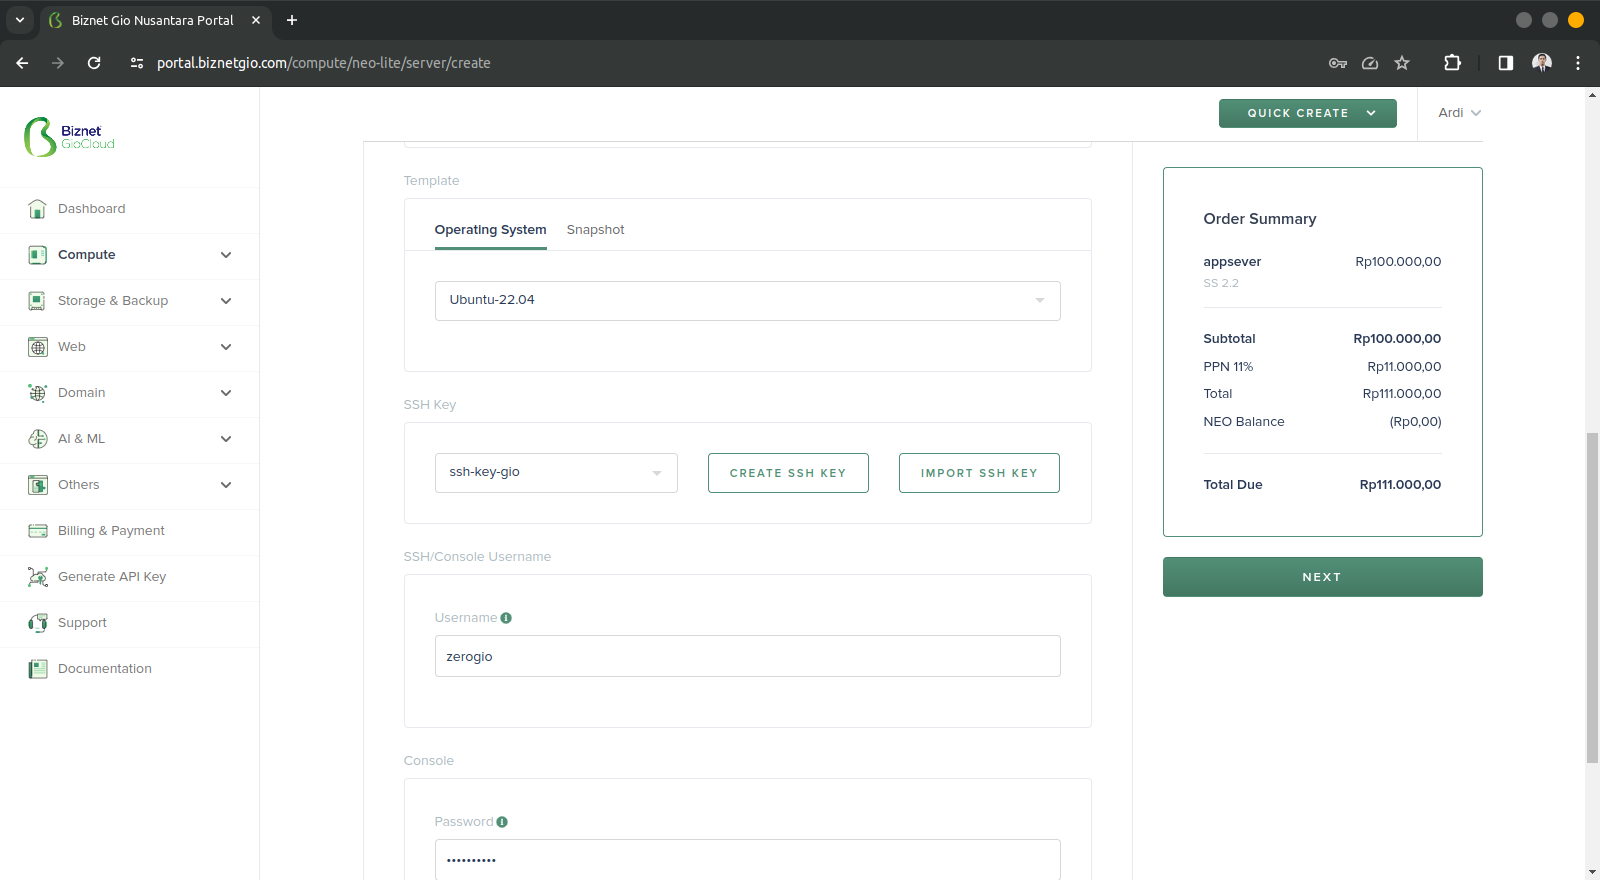 Biznet Gio Nusantara Portal
portal.biznetgio.com/compute/neo-lite/server/create
Biznet
GioCloud
QUICK CREATE
Ardi
Dashboard
Compute
Storage & Backup
Web
Domain
AI & ML
Others
Billing & Payment
Generate API Key
Support
Documentation
Template
Operating System
Snapshot
Ubuntu-22.04
SSH Key
ssh-key-gio
CREATE SSH KEY
IMPORT SSH KEY
SSH/Console Username
Username
zerogio
Console
Password
••••••••••
Order Summary
appsever Rp100.000,00
SS 2.2
Subtotal Rp100.000,00
PPN 11% Rp11.000,00
Total Rp111.000,00
NEO Balance (Rp0,00)
Total Due Rp111.000,00
NEXT